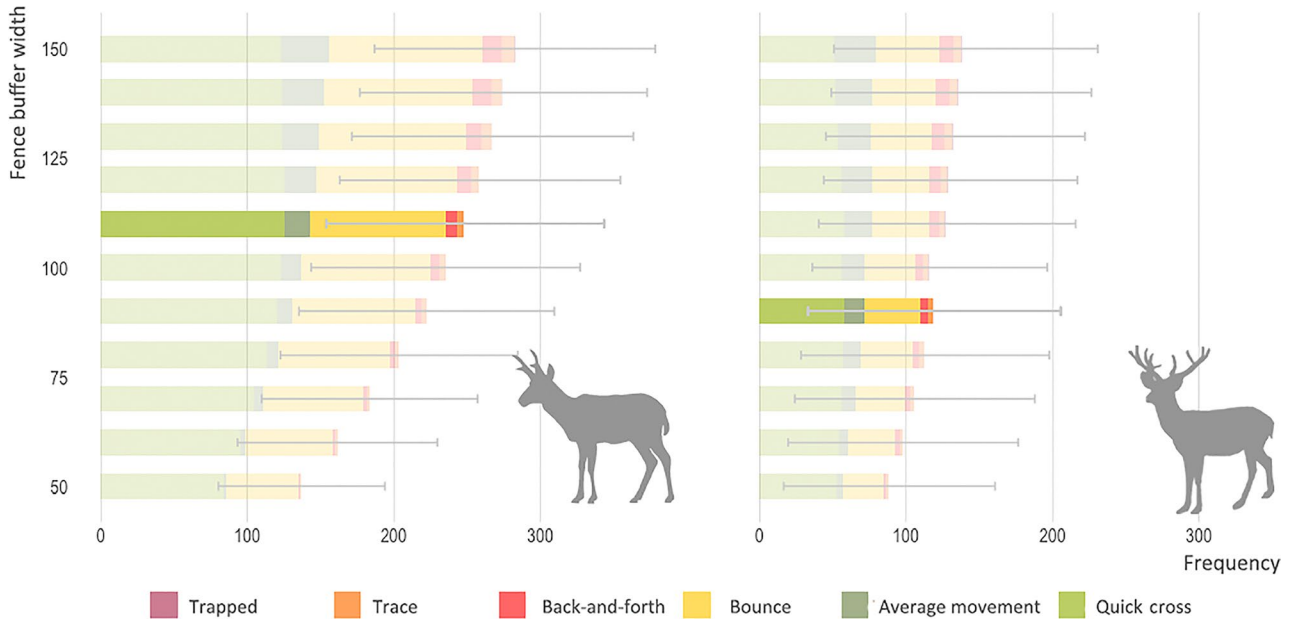 Fence buffer width
150
125
100
75
50
0 100 200 300
0 100 200 300
Frequency
Trapped Trace Back-and-forth Bounce Average movement Quick cross